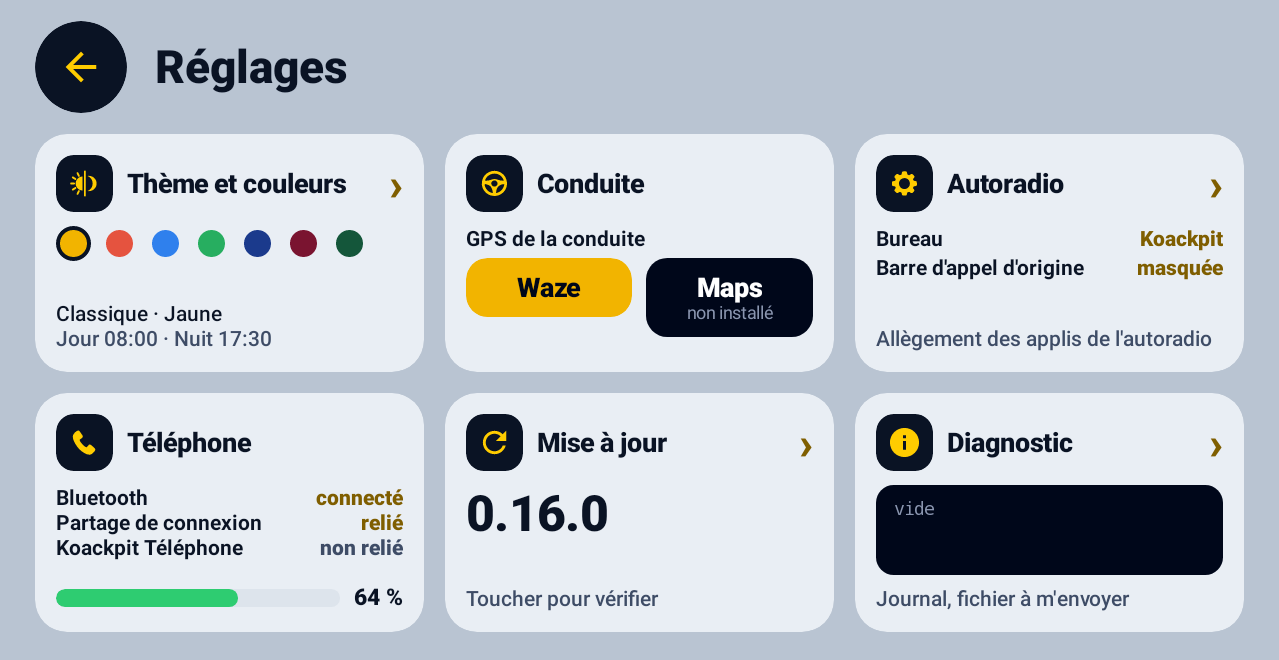 Réglages
Thème et couleurs
Classique · Jaune
Jour 08:00 · Nuit 17:30
Conduite
GPS de la conduite
Waze
Maps
non installé
Autoradio
Bureau Koackpit
Barre d'appel d'origine masquée
Allègement des applis de l'autoradio
Téléphone
Bluetooth connecté
Partage de connexion relié
Koackpit Téléphone non relié
64 %
Mise à jour
0.16.0
Toucher pour vérifier
Diagnostic
vide
Journal, fichier à m'envoyer